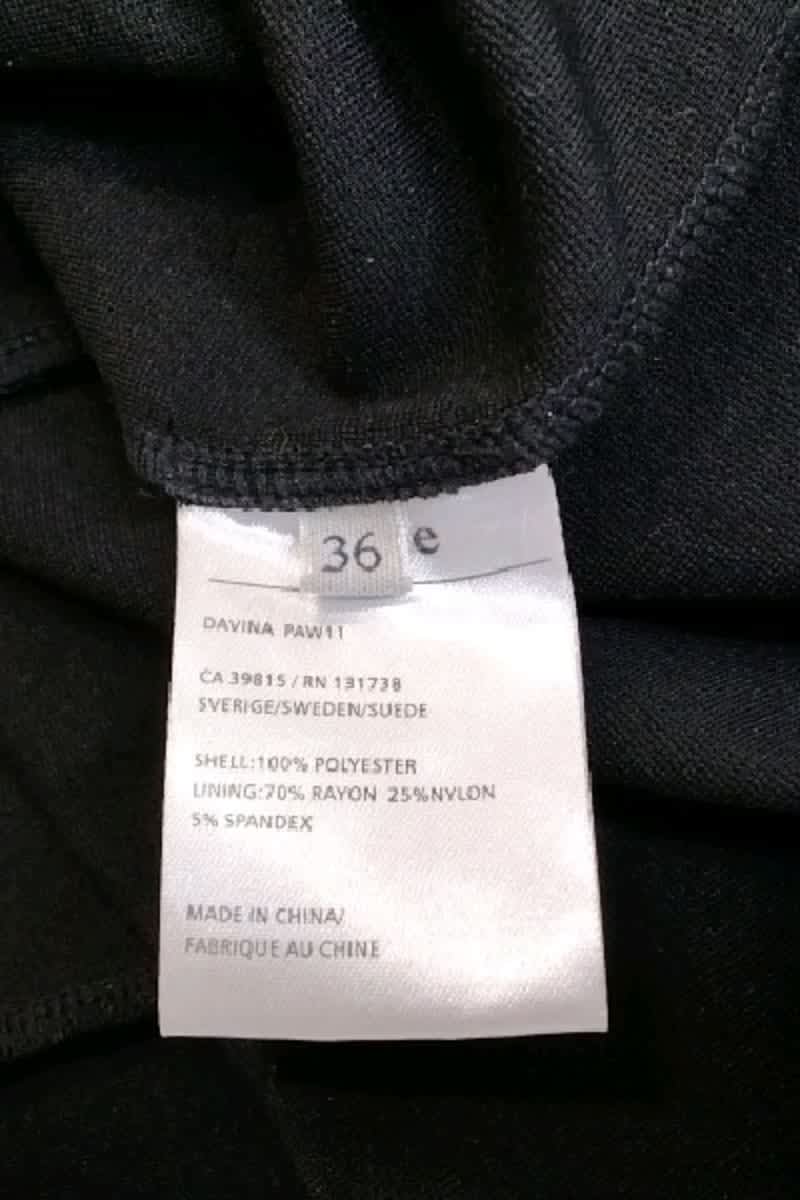 36 e
DAVINA PAW11
CA 39815 / RN 131738
SVERIGE/SWEDEN/SUEDE
SHELL:100% POLYESTER
LINING:70% RAYON 25%NYLON
5% SPANDEX
MADE IN CHINA/
FABRIQUE AU CHINE